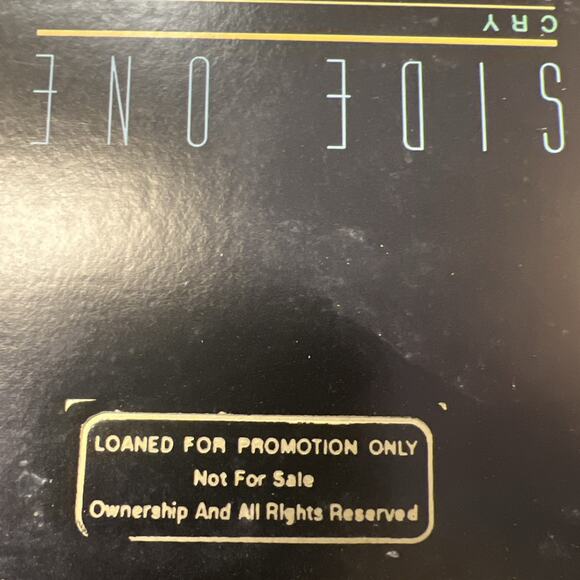 CRY
SIDE ONE
LOANED FOR PROMOTION ONLY
Not For Sale
Ownership And All Rights Reserved